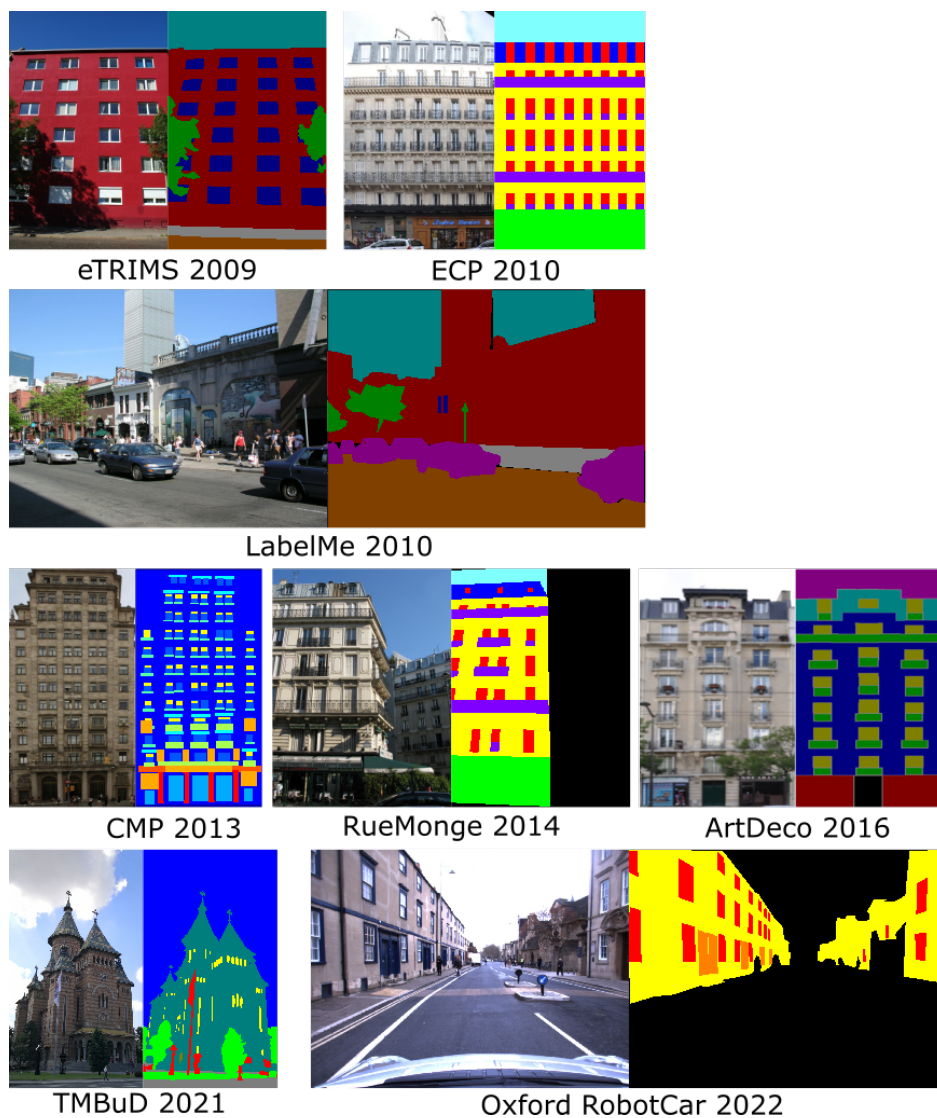 eTRIMS 2009
ECP 2010
LabelMe 2010
CMP 2013
RueMonge 2014
ArtDeco 2016
TMBuD 2021
Oxford RobotCar 2022